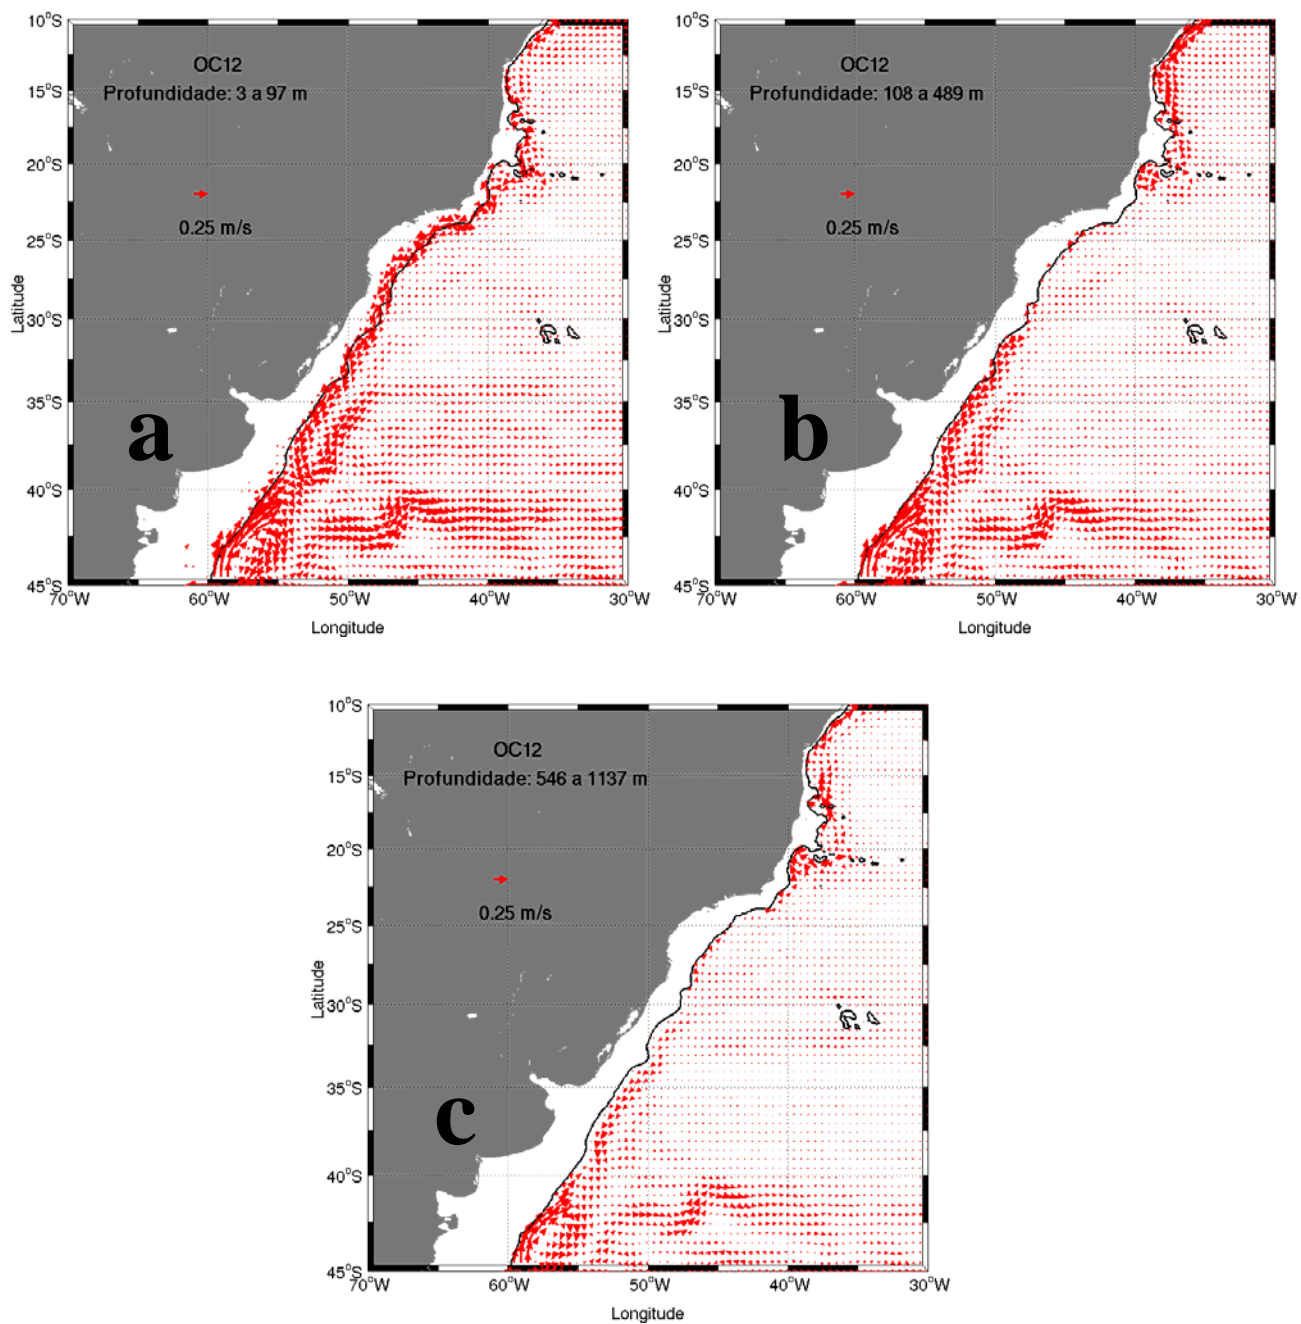 10°S
15°S
20°S
25°S
30°S
35°S
40°S
45°S
Latitude
OC12
Profundidade: 3 a 97 m
0.25 m/s
a
70°W
60°W
50°W
40°W
30°W
Longitude
10°S
15°S
20°S
25°S
30°S
35°S
40°S
45°S
Latitude
OC12
Profundidade: 108 a 489 m
0.25 m/s
b
70°W
60°W
50°W
40°W
30°W
Longitude
10°S
15°S
20°S
25°S
30°S
35°S
40°S
45°S
Latitude
OC12
Profundidade: 546 a 1137 m
0.25 m/s
c
70°W
60°W
50°W
40°W
30°W
Longitude